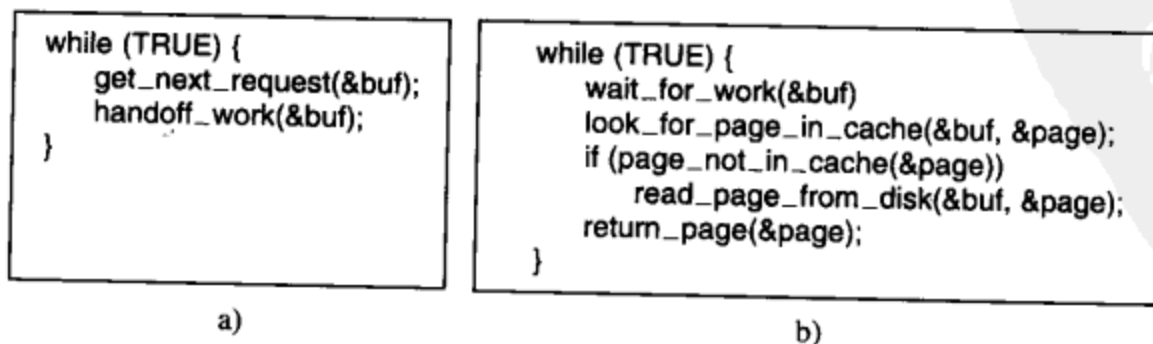 while (TRUE) {
get_next_request(&buf);
handoff_work(&buf);
}
a)
while (TRUE) {
wait_for_work(&buf)
look_for_page_in_cache(&buf, &page);
if (page_not_in_cache(&page))
read_page_from_disk(&buf, &page);
return_page(&page);
}
b)